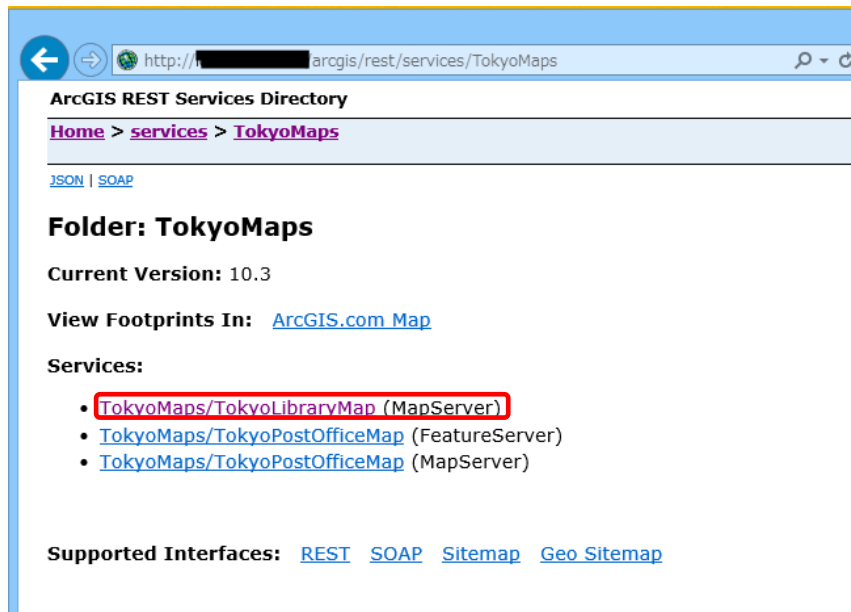 http:// /arcgis/rest/services/TokyoMaps
ArcGIS REST Services Directory
Home > services > TokyoMaps
JSON | SOAP
Folder: TokyoMaps
Current Version: 10.3
View Footprints In: ArcGIS.com Map
Services:
• TokyoMaps/TokyoLibraryMap (MapServer)
• TokyoMaps/TokyoPostOfficeMap (FeatureServer)
• TokyoMaps/TokyoPostOfficeMap (MapServer)
Supported Interfaces: REST SOAP Sitemap Geo Sitemap